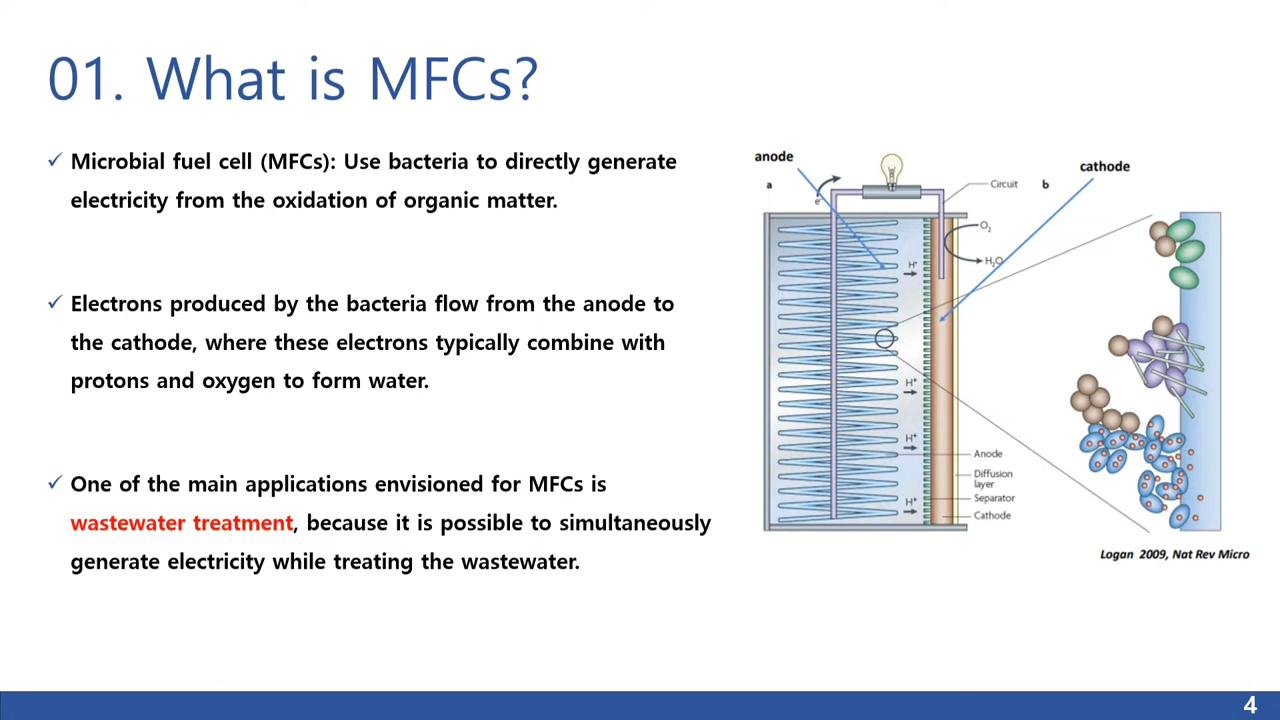 01. What is MFCs?
✓ Microbial fuel cell (MFCs): Use bacteria to directly generate
electricity from the oxidation of organic matter.
✓ Electrons produced by the bacteria flow from the anode to
the cathode, where these electrons typically combine with
protons and oxygen to form water.
✓ One of the main applications envisioned for MFCs is
wastewater treatment, because it is possible to simultaneously
generate electricity while treating the wastewater.
anode
cathode
a
e-
Circuit
b
O₂
H⁺
H₂O
H⁺
H⁺
Anode
Diffusion
layer
H⁺
Separator
Cathode
Logan 2009, Nat Rev Micro
4